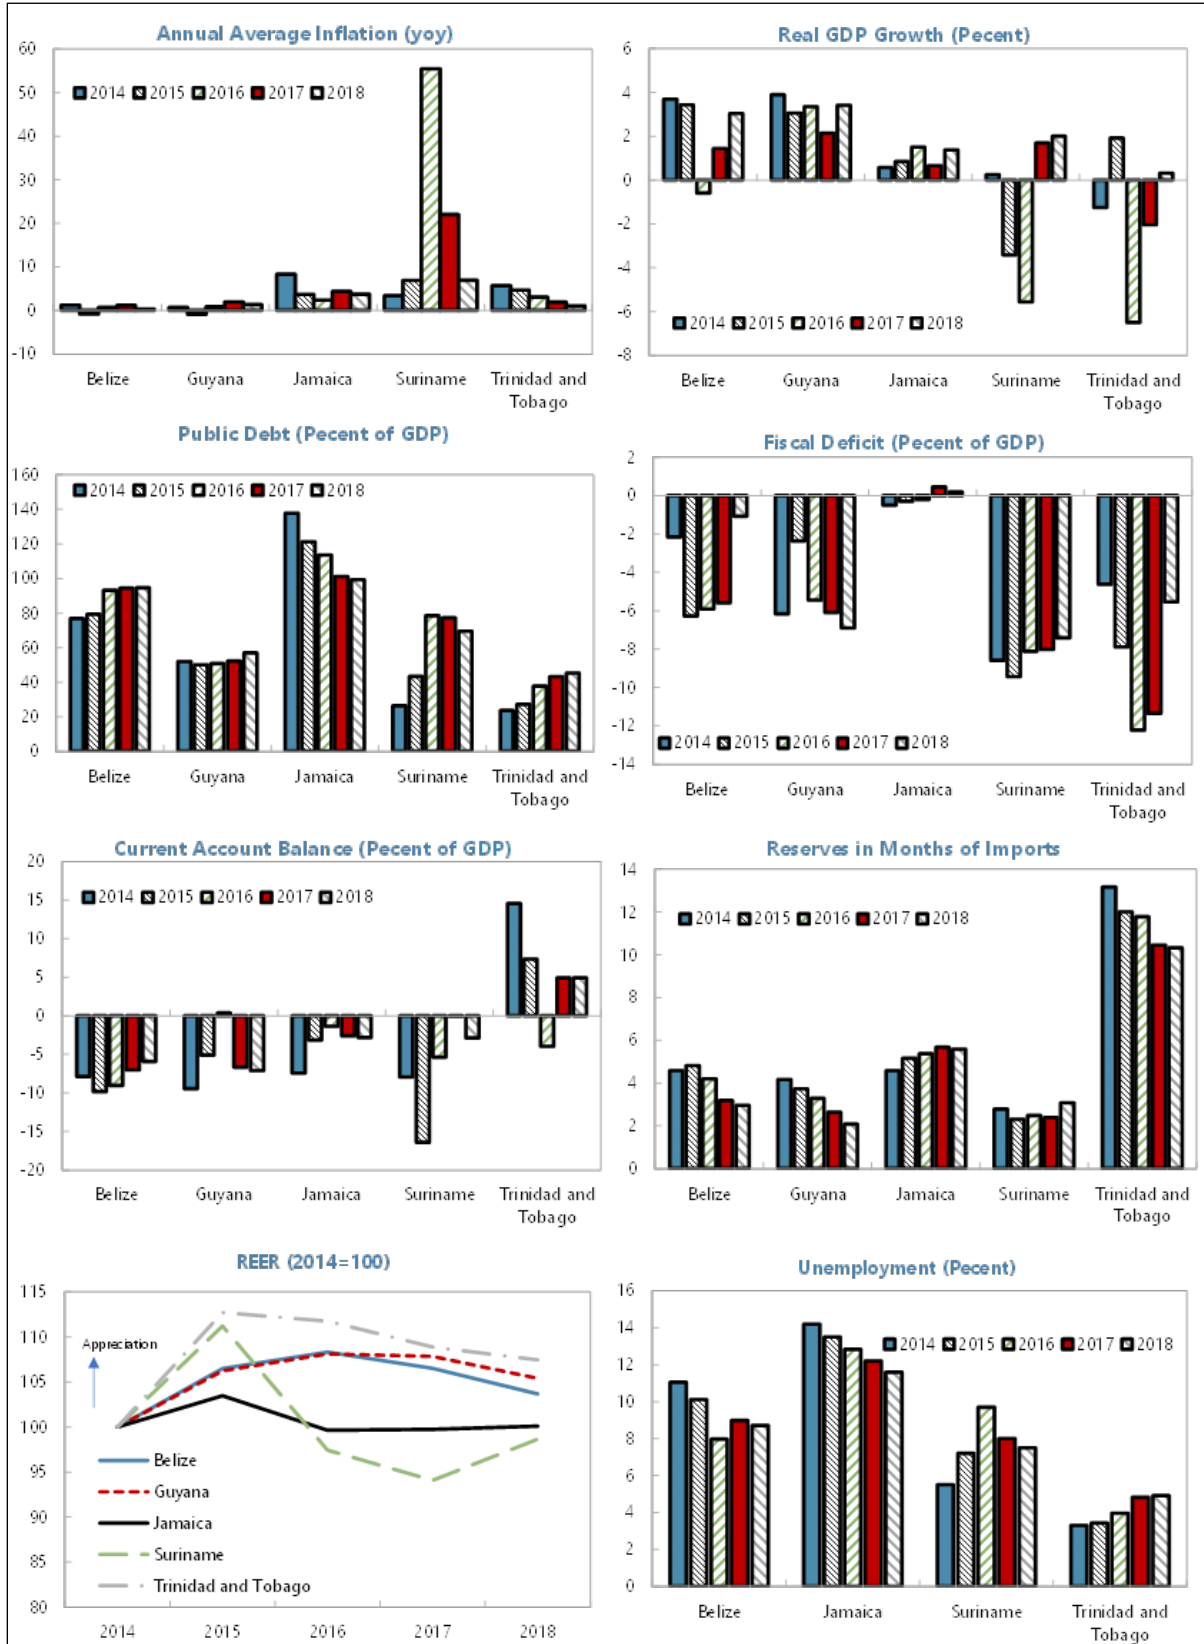 Annual Average Inflation (yoy)
60
50
40
30
20
10
0
-10
2014 2015 2016 2017 2018
Belize Guyana Jamaica Suriname Trinidad and
Tobago
Real GDP Growth (Pecent)
6
4
2
0
-2
-4
-6
-8
2014 2015 2016 2017 2018
Belize Guyana Jamaica Suriname Trinidad and
Tobago
Public Debt (Pecent of GDP)
160
140
120
100
80
60
40
20
0
2014 2015 2016 2017 2018
Belize Guyana Jamaica Suriname Trinidad and
Tobago
Fiscal Deficit (Pecent of GDP)
2
0
-2
-4
-6
-8
-10
-12
-14
2014 2015 2016 2017 2018
Belize Guyana Jamaica Suriname Trinidad and
Tobago
Current Account Balance (Pecent of GDP)
20
15
10
5
0
-5
-10
-15
-20
2014 2015 2016 2017 2018
Belize Guyana Jamaica Suriname Trinidad and
Tobago
Reserves in Months of Imports
14
12
10
8
6
4
2
0
2014 2015 2016 2017 2018
Belize Guyana Jamaica Suriname Trinidad and
Tobago
REER (2014=100)
115
110
105
100
95
90
85
80
Appreciation
Belize
Guyana
Jamaica
Suriname
Trinidad and Tobago
2014 2015 2016 2017 2018
Unemployment (Pecent)
16
14
12
10
8
6
4
2
0
2014 2015 2016 2017 2018
Belize Jamaica Suriname Trinidad and
Tobago